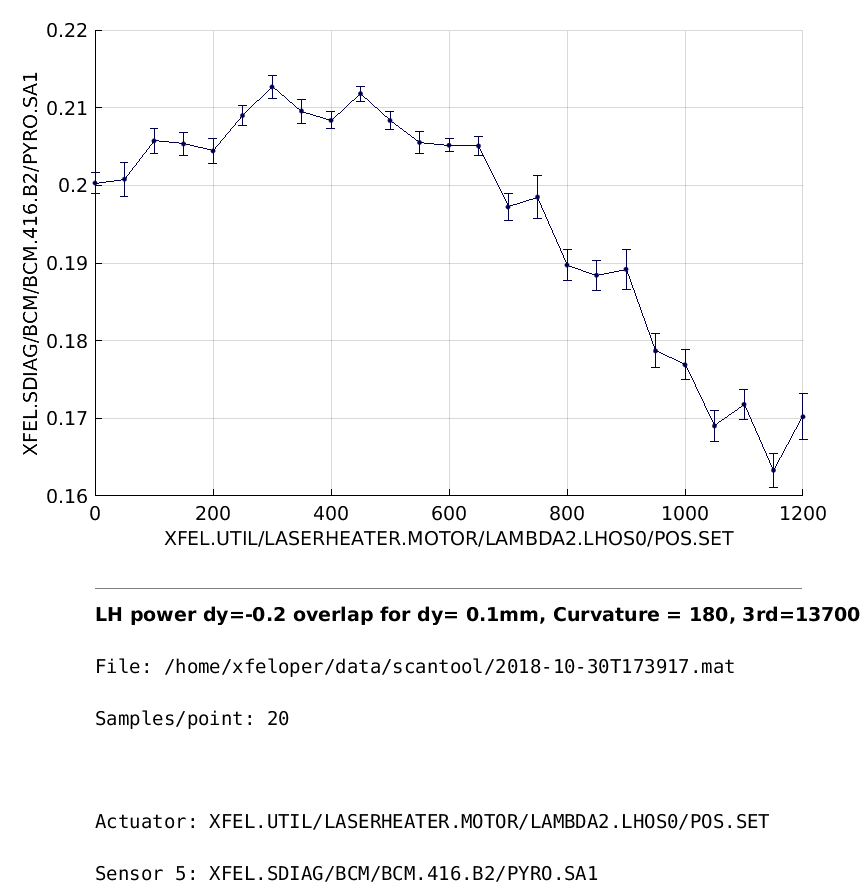 0.22
0.21
0.2
0.19
0.18
0.17
0.16
XFEL.SDIAG/BCM/BCM.416.B2/PYRO.SA1
0 200 400 600 800 1000 1200
XFEL.UTIL/LASERHEATER.MOTOR/LAMBDA2.LHOS0/POS.SET
LH power dy=-0.2 overlap for dy= 0.1mm, Curvature = 180, 3rd=13700
File: /home/xfeloper/data/scantool/2018-10-30T173917.mat
Samples/point: 20
Actuator: XFEL.UTIL/LASERHEATER.MOTOR/LAMBDA2.LHOS0/POS.SET
Sensor 5: XFEL.SDIAG/BCM/BCM.416.B2/PYRO.SA1